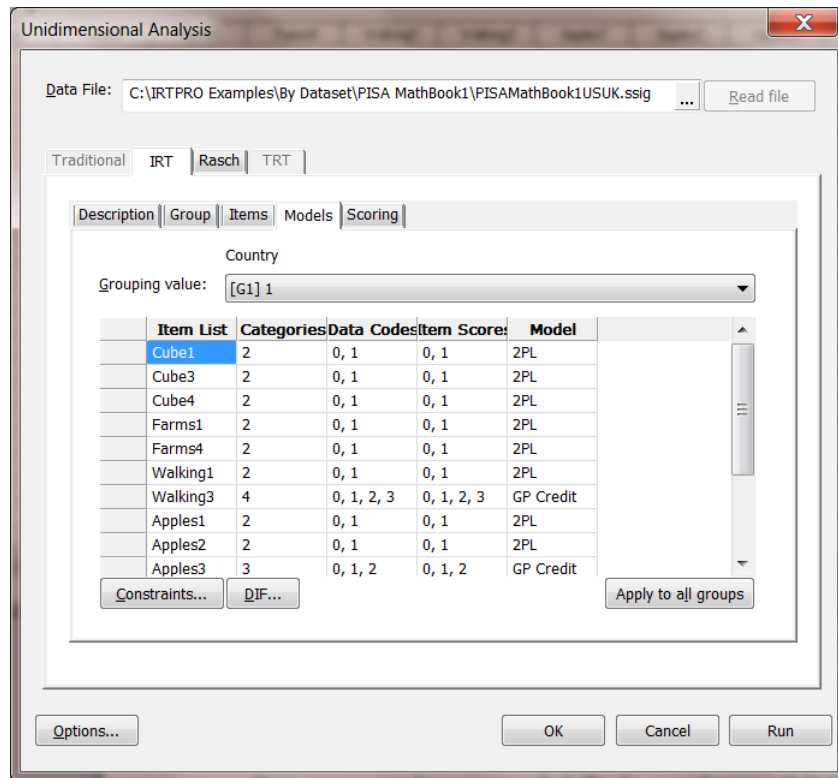 Unidimensional Analysis
Data File: C:\IRTPRO Examples\By Dataset\PISA MathBook1\PISAMathBook1USUK.ssig ... Read file
Traditional IRT Rasch TRT
Description Group Items Models Scoring
Country
Grouping value: [G1] 1
Item List Categories Data Codes Item Scores Model
Cube1 2 0, 1 0, 1 2PL
Cube3 2 0, 1 0, 1 2PL
Cube4 2 0, 1 0, 1 2PL
Farms1 2 0, 1 0, 1 2PL
Farms4 2 0, 1 0, 1 2PL
Walking1 2 0, 1 0, 1 2PL
Walking3 4 0, 1, 2, 3 0, 1, 2, 3 GP Credit
Apples1 2 0, 1 0, 1 2PL
Apples2 2 0, 1 0, 1 2PL
Apples3 3 0, 1, 2 0, 1, 2 GP Credit
Constraints... DIF... Apply to all groups
Options... OK Cancel Run